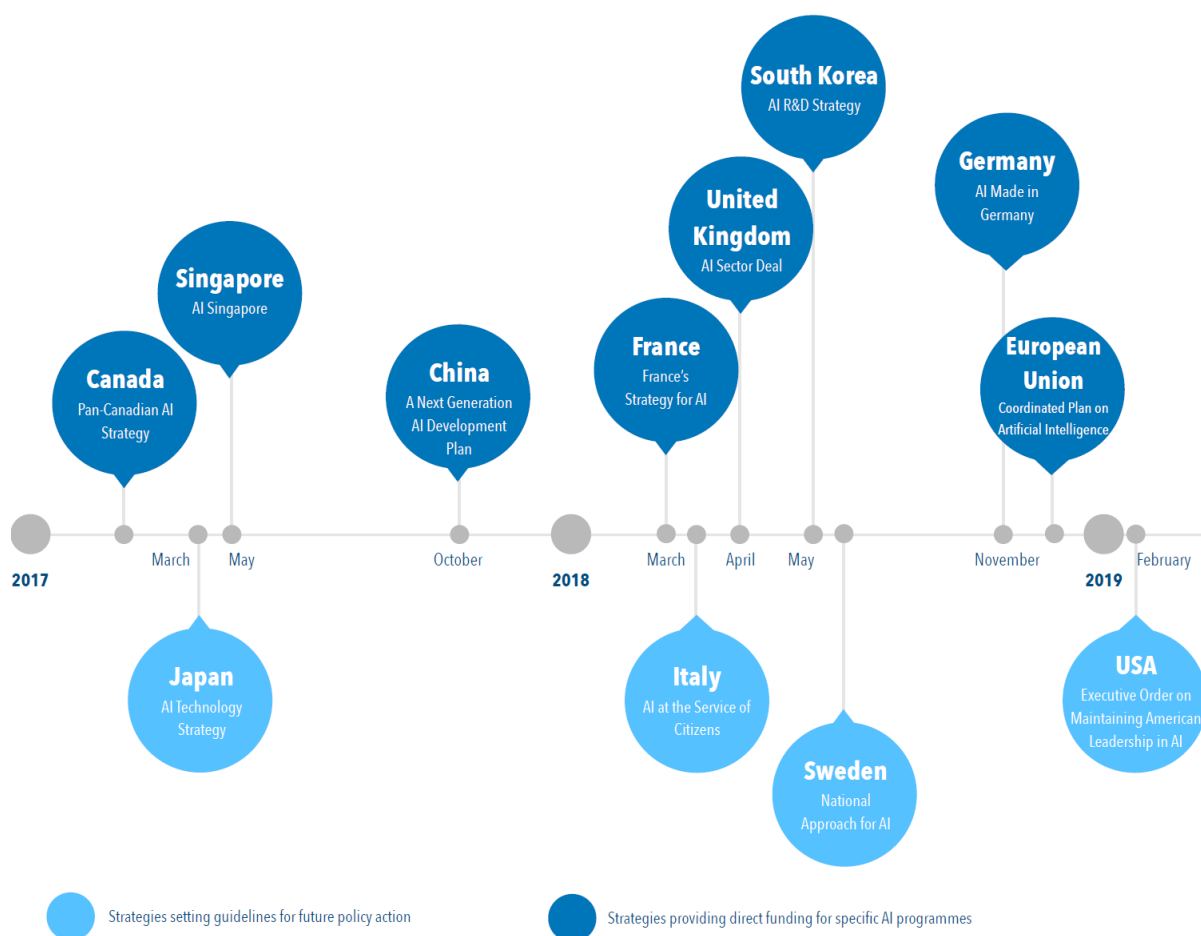 South Korea
AI R&D Strategy
Germany
AI Made in
Germany
United
Kingdom
AI Sector Deal
Singapore
AI Singapore
France
France's
Strategy for AI
European
Union
Coordinated Plan on
Artificial Intelligence
Canada
Pan-Canadian AI
Strategy
China
A Next Generation
AI Development
Plan
March
May
October
March
April
May
November
February
2017
2018
2019
Japan
AI Technology
Strategy
Italy
AI at the Service of
Citizens
USA
Executive Order on
Maintaining American
Leadership in AI
Sweden
National
Approach for AI
Strategies setting guidelines for future policy action
Strategies providing direct funding for specific AI programmes